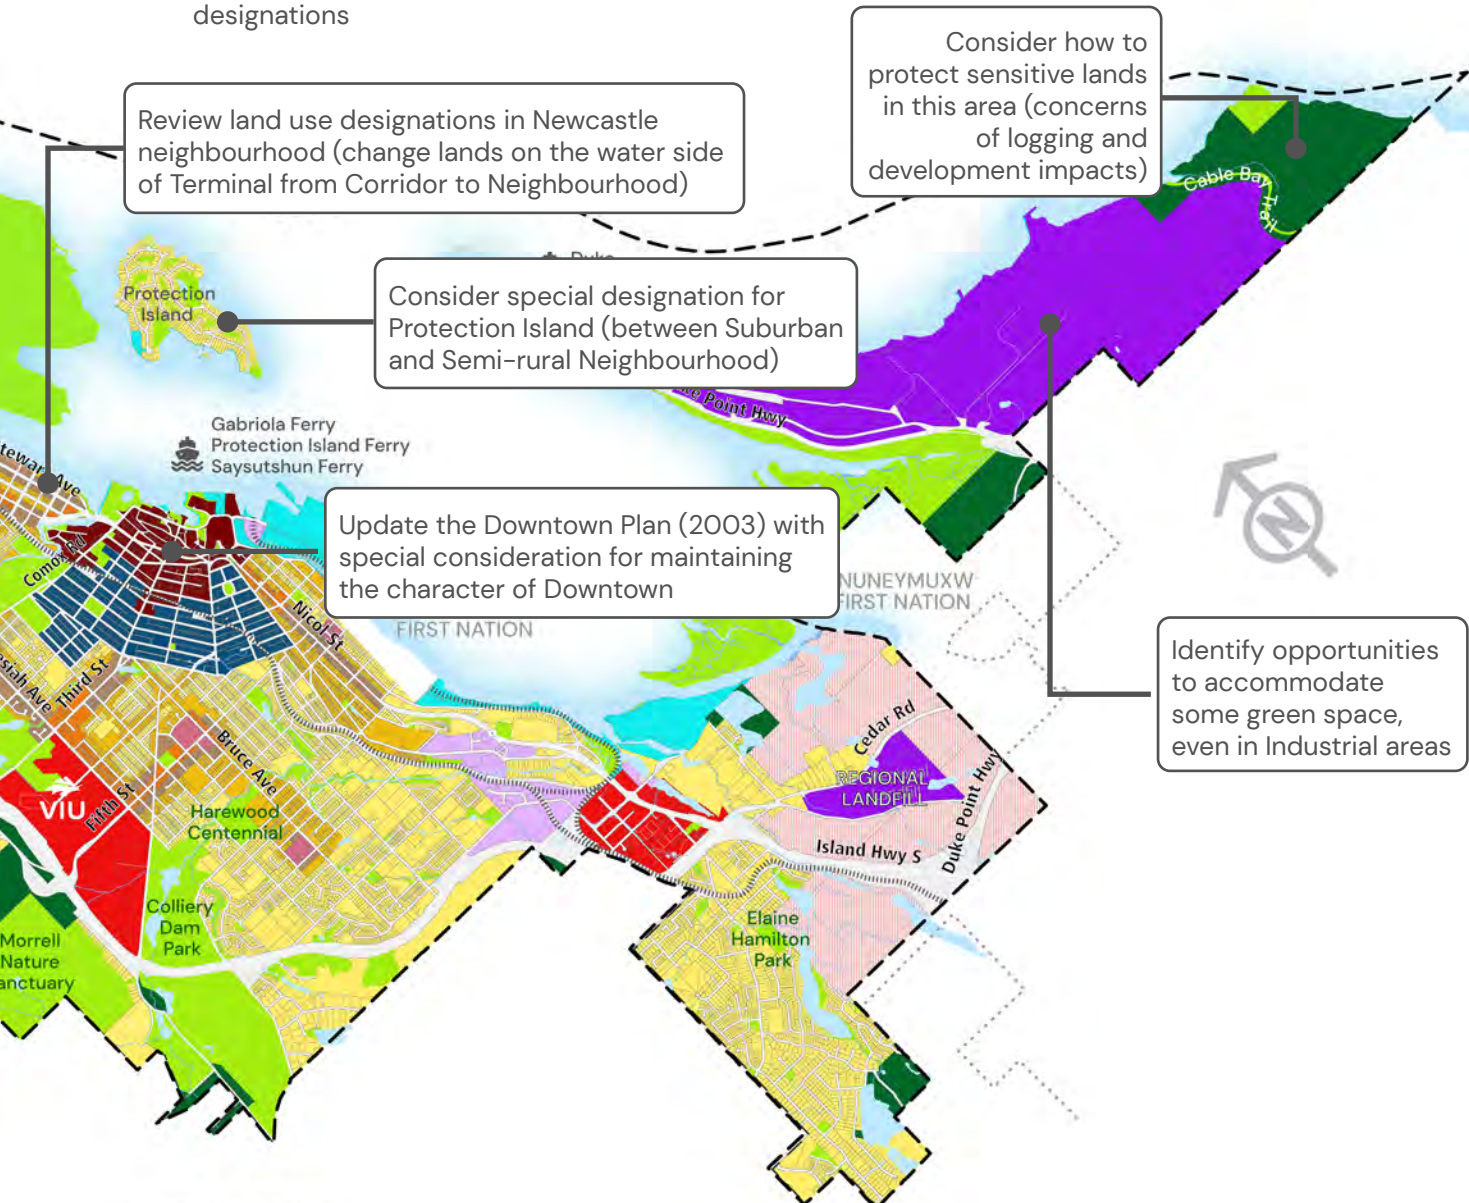 designations
Consider how to
protect sensitive lands
in this area (concerns
of logging and
development impacts)
Review land use designations in Newcastle
neighbourhood (change lands on the water side
of Terminal from Corridor to Neighbourhood)
Cable Bay Trail
Protection
Island
Consider special designation for
Protection Island (between Suburban
and Semi-rural Neighbourhood)
Point Hwy
Gabriola Ferry
Protection Island Ferry
Saysutshun Ferry
Ave
Update the Downtown Plan (2003) with
special consideration for maintaining
the character of Downtown
Comox Rd
N
NUNEYMUXW
FIRST NATION
Nicol St
FIRST NATION
Identify opportunities
to accommodate
some green space,
even in Industrial areas
Ave
Third St
Cedar Rd
Bruce Ave
REGIONAL
LANDFILL
Duke Point Hwy
VIU
Fifth St
Harewood
Centennial
Island Hwy S
Colliery
Dam
Park
Elaine
Hamilton
Park
Morrell
Nature
anctuary